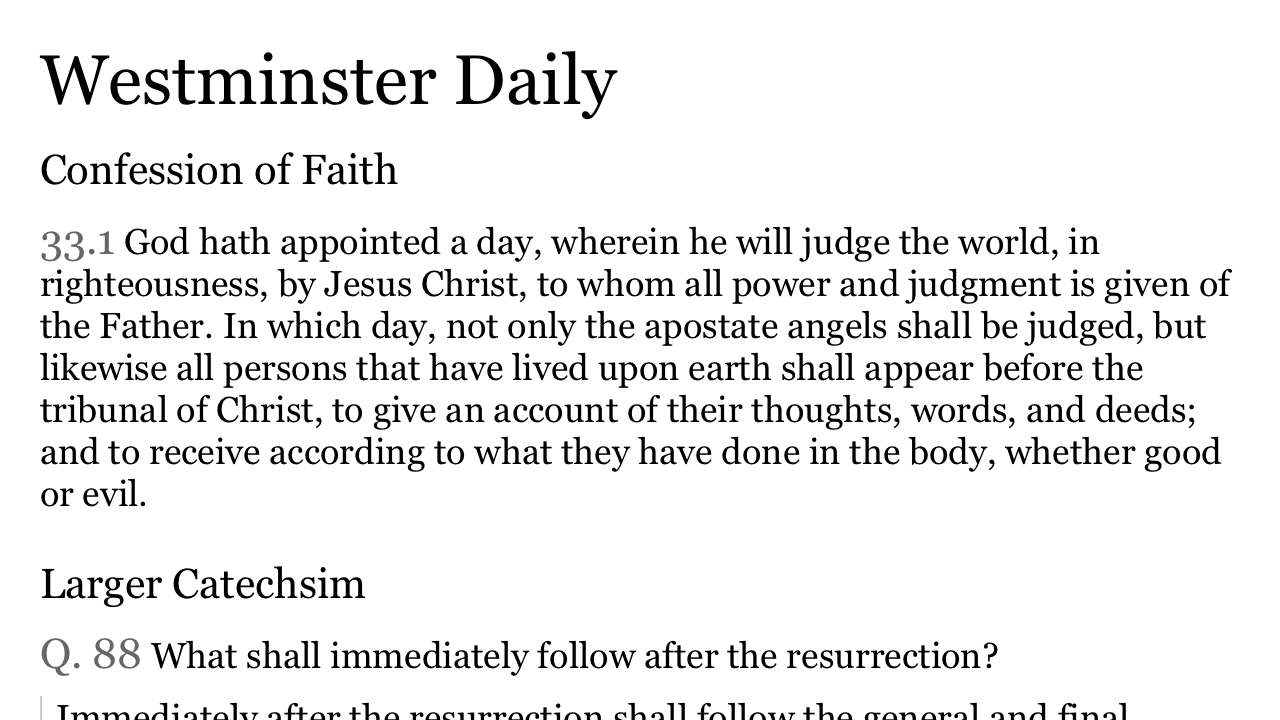 Westminster Daily
Confession of Faith
33.1 God hath appointed a day, wherein he will judge the world, in
righteousness, by Jesus Christ, to whom all power and judgment is given of
the Father. In which day, not only the apostate angels shall be judged, but
likewise all persons that have lived upon earth shall appear before the
tribunal of Christ, to give an account of their thoughts, words, and deeds;
and to receive according to what they have done in the body, whether good
or evil.
Larger Catechsim
Q. 88 What shall immediately follow after the resurrection?
Immediately after the resurrection shall follow the general and final